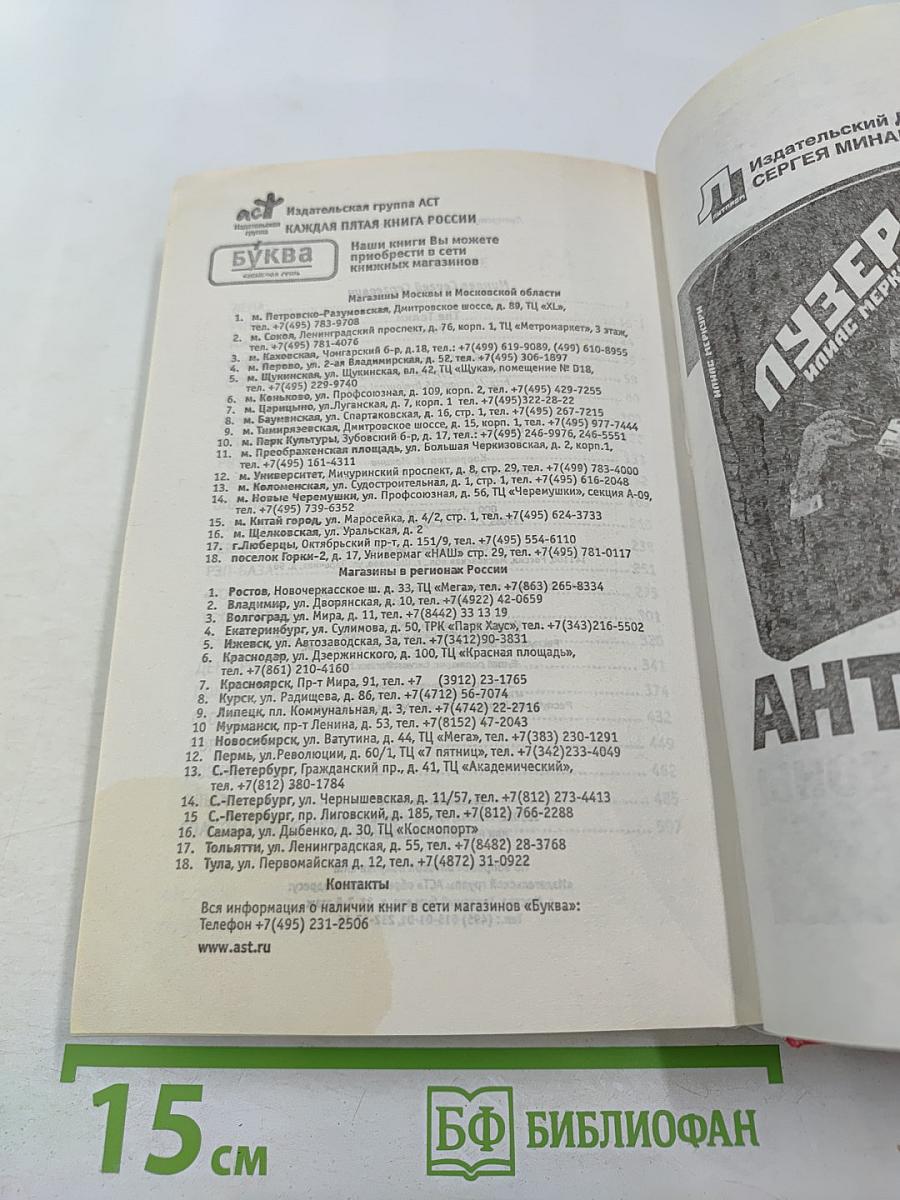 аст
Издательская группа
Издательская группа АСТ
КАЖДАЯ ПЯТАЯ КНИГА РОССИИ
БУКВА
книжная сеть
Наши книги Вы можете
приобрести в сети
книжных магазинов
Магазины Москвы и Московской области
1. м. Петровско-Разумовская, Дмитровское шоссе, д. 89, ТЦ «XL»,
тел. +7(495) 783-9708
2. м. Сокол, Ленинградский проспект, д. 76, корп. 1, ТЦ «Метромаркет», 3 этаж,
тел. +7(495) 781-4076
3. м. Каховская, Чонгарский б-р, д.18, тел.: +7(499) 619-9089, (499) 610-8955
4. м. Перово, ул. 2-ая Владимирская, д. 52, тел. +7(495) 306-1897
5. м. Щукинская, ул. Щукинская, вл. 42, ТЦ «Щука», помещение № D18,
тел. +7(495) 229-9740
6. м. Коньково, ул. Профсоюзная, д. 109, корп. 2, тел. +7(495) 429-7255
7. м. Царицыно, ул.Луганская, д. 7, корп. 1 тел. +7(495)322-28-22
8. м. Бауманская, ул. Спартаковская, д. 16, стр. 1, тел. +7(495) 267-7215
9. м. Тимирязевская, Дмитровское шоссе, д. 15, корп. 1, тел. +7(495) 977-7444
10. м. Парк Культуры, Зубовский б-р, д. 17, тел.: +7(495) 246-9976, 246-5551
11. м. Преображенская площадь, ул. Большая Черкизовская, д. 2, корп.1,
тел. +7(495) 161-4311
12. м. Университет, Мичуринский проспект, д. 8, стр. 29, тел. +7(499) 783-4000
13. м. Коломенская, ул. Судостроительная, д. 1, стр. 1, тел. +7(495) 616-2048
14. м. Новые Черемушки, ул. Профсоюзная, д. 56, ТЦ «Черемушки», секция А-09,
тел. +7(495) 739-6352
15. м. Китай город, ул. Маросейка, д. 4/2, стр. 1, тел. +7(495) 624-3733
16. м. Щелковская, ул. Уральская, д. 2
17. г.Люберцы, Октябрьский пр-т, д. 151/9, тел. +7(495) 554-6110
18. поселок Горки-2, д. 17, Универмаг «НАШ» стр. 29, тел. +7(495) 781-0117
Магазины в регионах России
1. Ростов, Новочеркасское ш. д. 33, ТЦ «Мега», тел. +7(863) 265-8334
2. Владимир, ул. Дворянская, д. 10, тел. +7(4922) 42-0659
3. Волгоград, ул. Мира, д. 11, тел. +7(8442) 33 13 19
4. Екатеринбург, ул. Сулимова, д. 50, ТРК «Парк Хаус», тел. +7(343)216-5502
5. Ижевск, ул. Автозаводская, 3а, тел. +7(3412)90-3831
6. Краснодар, ул. Дзержинского, д. 100, ТЦ «Красная площадь»,
тел. +7(861) 210-4160
7. Красноярск, Пр-т Мира, 91, тел. +7 (3912) 23-1765
8. Курск, ул. Радищева, д. 86, тел. +7(4712) 56-7074
9. Липецк, пл. Коммунальная, д. 3, тел. +7(4742) 22-2716
10 Мурманск, пр-т Ленина, д. 53, тел. +7(8152) 47-2043
11 Новосибирск, ул. Ватутина, д. 44, ТЦ «Мега», тел. +7(383) 230-1291
12. Пермь, ул.Революции, д. 60/1, ТЦ «7 пятниц», тел. +7(342)233-4049
13. С.-Петербург, Гражданский пр., д. 41, ТЦ «Академический»,
тел. +7(812) 380-1784
14. С.-Петербург, ул. Чернышевская, д. 11/57, тел. +7(812) 273-4413
15 С.-Петербург, пр. Лиговский, д. 185, тел. +7(812) 766-2288
16. Самара, ул. Дыбенко, д. 30, ТЦ «Космопорт»
17. Тольятти, ул. Ленинградская, д. 55, тел. +7(8482) 28-3768
18. Тула, ул. Первомайская д. 12, тел. +7(4872) 31-0922
Контакты
Вся информация о наличии книг в сети магазинов «Буква»:
Телефон +7(495) 231-2506
www.ast.ru
Издательский Д
СЕРГЕЯ МИНА
ЛИТПРОМ
ЛУЗЕР
ИЛИАС МЕРК
ИЛИАС МЕРКУРИ
АНТ
15 см
БФ БИБЛИОФАН